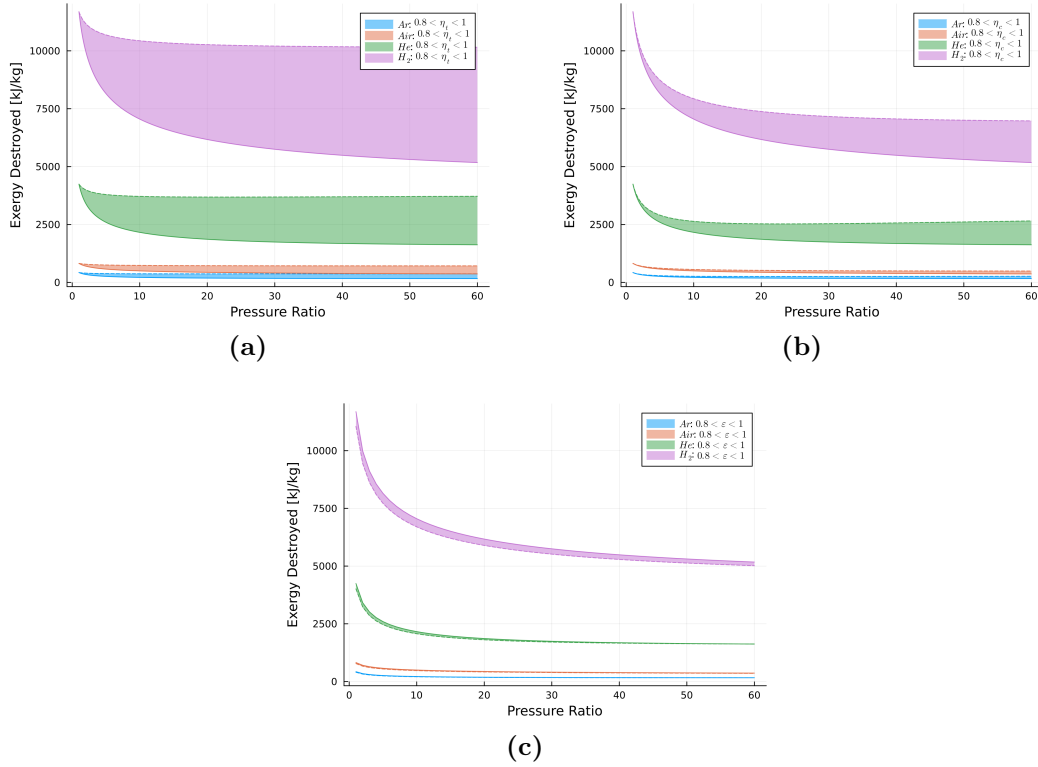 Exergy Destroyed [kJ/kg]
10000
7500
5000
2500
0
Ar: 0.8 < η_t < 1
Air: 0.8 < η_t < 1
He: 0.8 < η_t < 1
H₂: 0.8 < η_t < 1
0 10 20 30 40 50 60
Pressure Ratio
(a)
Exergy Destroyed [kJ/kg]
10000
7500
5000
2500
0
Ar: 0.8 < η_c < 1
Air: 0.8 < η_c < 1
He: 0.8 < η_c < 1
H₂: 0.8 < η_c < 1
0 10 20 30 40 50 60
Pressure Ratio
(b)
Exergy Destroyed [kJ/kg]
10000
7500
5000
2500
0
Ar: 0.8 < ε < 1
Air: 0.8 < ε < 1
He: 0.8 < ε < 1
H₂: 0.8 < ε < 1
0 10 20 30 40 50 60
Pressure Ratio
(c)